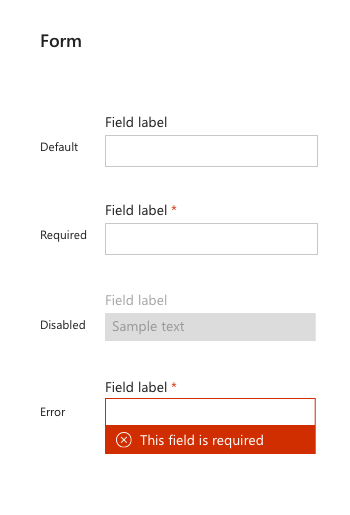 Form
Field label
Default
Field label *
Required
Field label
Disabled
Sample text
Field label *
Error
This field is required